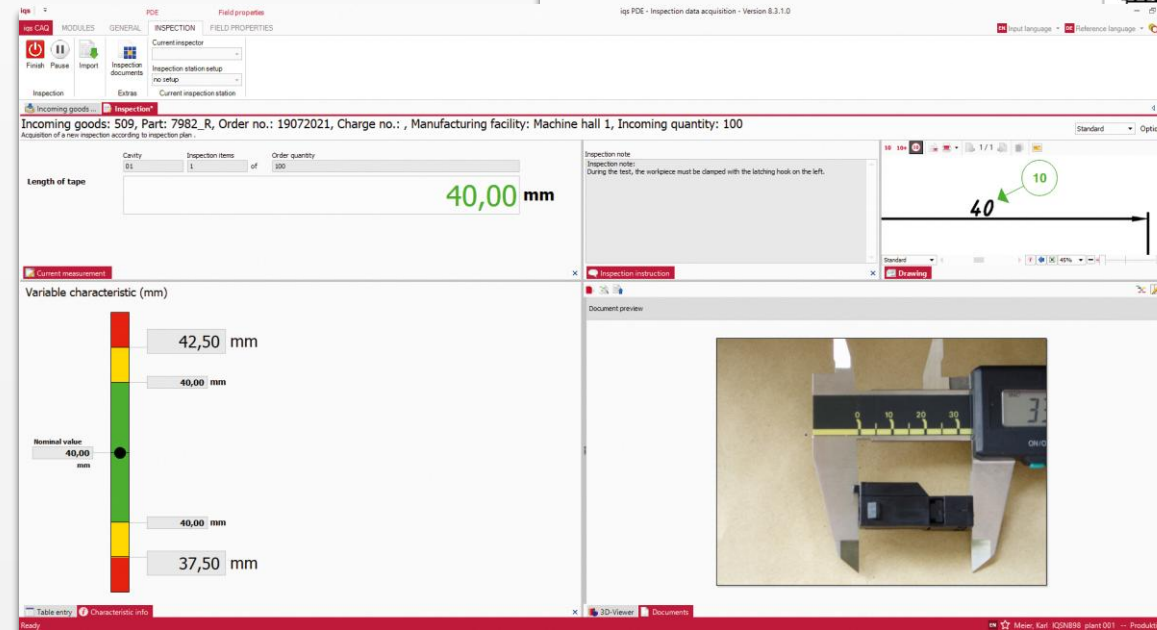 iqs
PDE
Field properties
iqs PDE - Inspection data acquisition - Version 8.3.1.0
iqs CAQ MODULES GENERAL INSPECTION FIELD PROPERTIES
EN Input language DE Reference language
Finish Pause Import Inspection documents
Current inspector
Inspection station setup
no setup
Inspection Extras Current inspection station
Incoming goods ... Inspection*
Incoming goods: 509, Part: 7982_R, Order no.: 19072021, Charge no.: , Manufacturing facility: Machine hall 1, Incoming quantity: 100
Acquisition of a new inspection according to inspection plan .
Standard
Cavity Inspection items Order quantity
01 1 of 100
Length of tape
40,00 mm
Current measurement
Inspection note
Inspection note:
During the test, the workpiece must be clamped with the latching hook on the left.
Inspection instruction
10 10+ 1/1
10
40
Standard 45%
Drawing
Variable characteristic (mm)
42,50 mm
40,00 mm
Nominal value
40,00
mm
40,00 mm
37,50 mm
Table entry Characteristic info
Document preview
0 10 20 30
ON/O
3D-Viewer Documents
Ready
EN Meier, Karl IQSN898 plant 001 -- Produkt